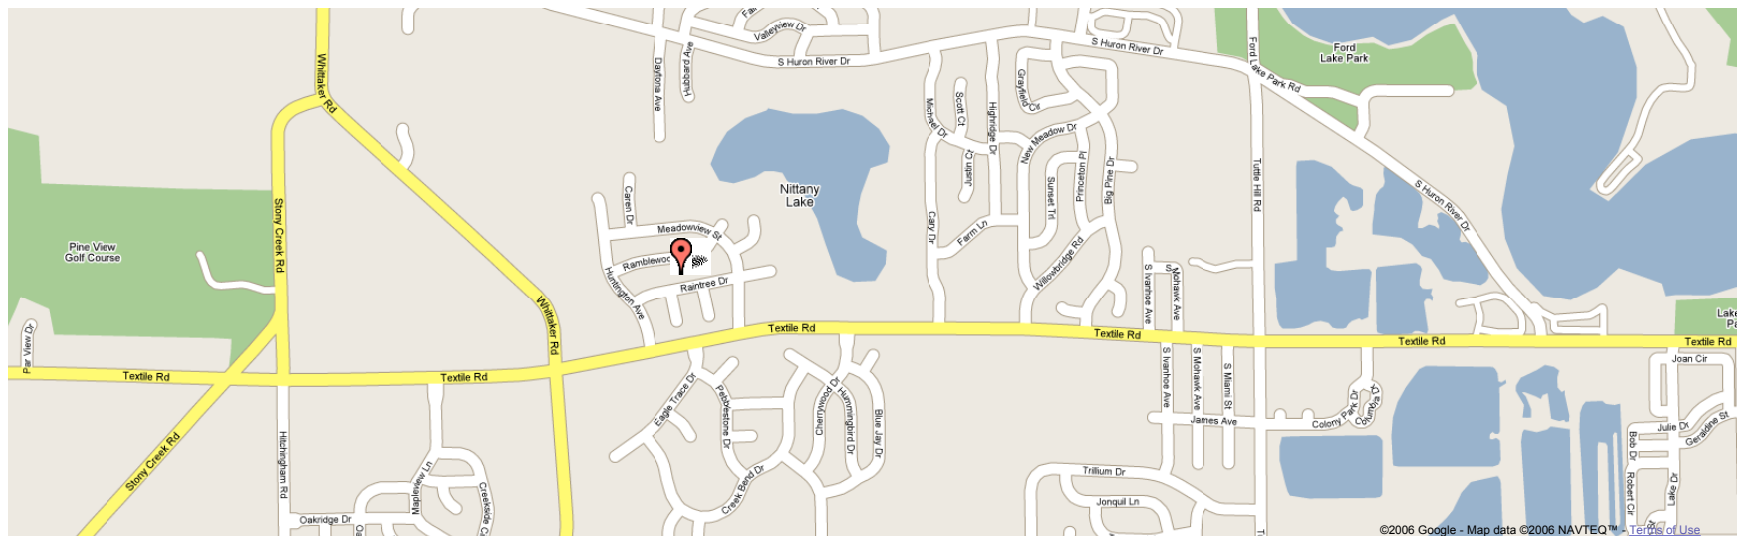 Whittaker Rd
Daytona Ave
Hubbard Ave
Valleyview Dr
S Huron River Dr
S Huron River Dr
Ford Lake Park Rd
Ford
Lake Park
Michael Dr
Scott Ct
Highridge Dr
Grayfield Cir
New Meadow Dr
Justin Ct
Sunset Trl
Princeton Pl
Big Pine Dr
Tuttle Hill Rd
S Huron River Dr
Nittany
Lake
Caren Dr
Meadowview St
Stony Creek Rd
Pine View
Golf Course
Huntington Ave
Raintree Dr
Cary Dr
Farm Ln
Willowbridge Rd
S Ivanhoe Ave
S Mohawk Ave
Whittaker Rd
Par View Dr
Textile Rd
Textile Rd
Textile Rd
Textile Rd
Textile Rd
Textile Rd
Lake
Pa
Joan Cir
Eagle Trace Dr
Pebblestone Dr
Cherrywood Dr
Hummingbird Dr
Blue Jay Dr
S Ivanhoe Ave
S Mohawk Ave
S Miami St
James Ave
Colony Park Dr
Columbia Dr
Julie Dr
Geraldine St
Bob Dr
Robert Cir
Lake Dr
Stony Creek Rd
Hitchingham Rd
Mapleview Ln
Creekside C
Oakridge Dr
Creek Bend Dr
Trillium Dr
Jonquil Ln
©2006 Google - Map data ©2006 NAVTEQ™ - Terms of Use